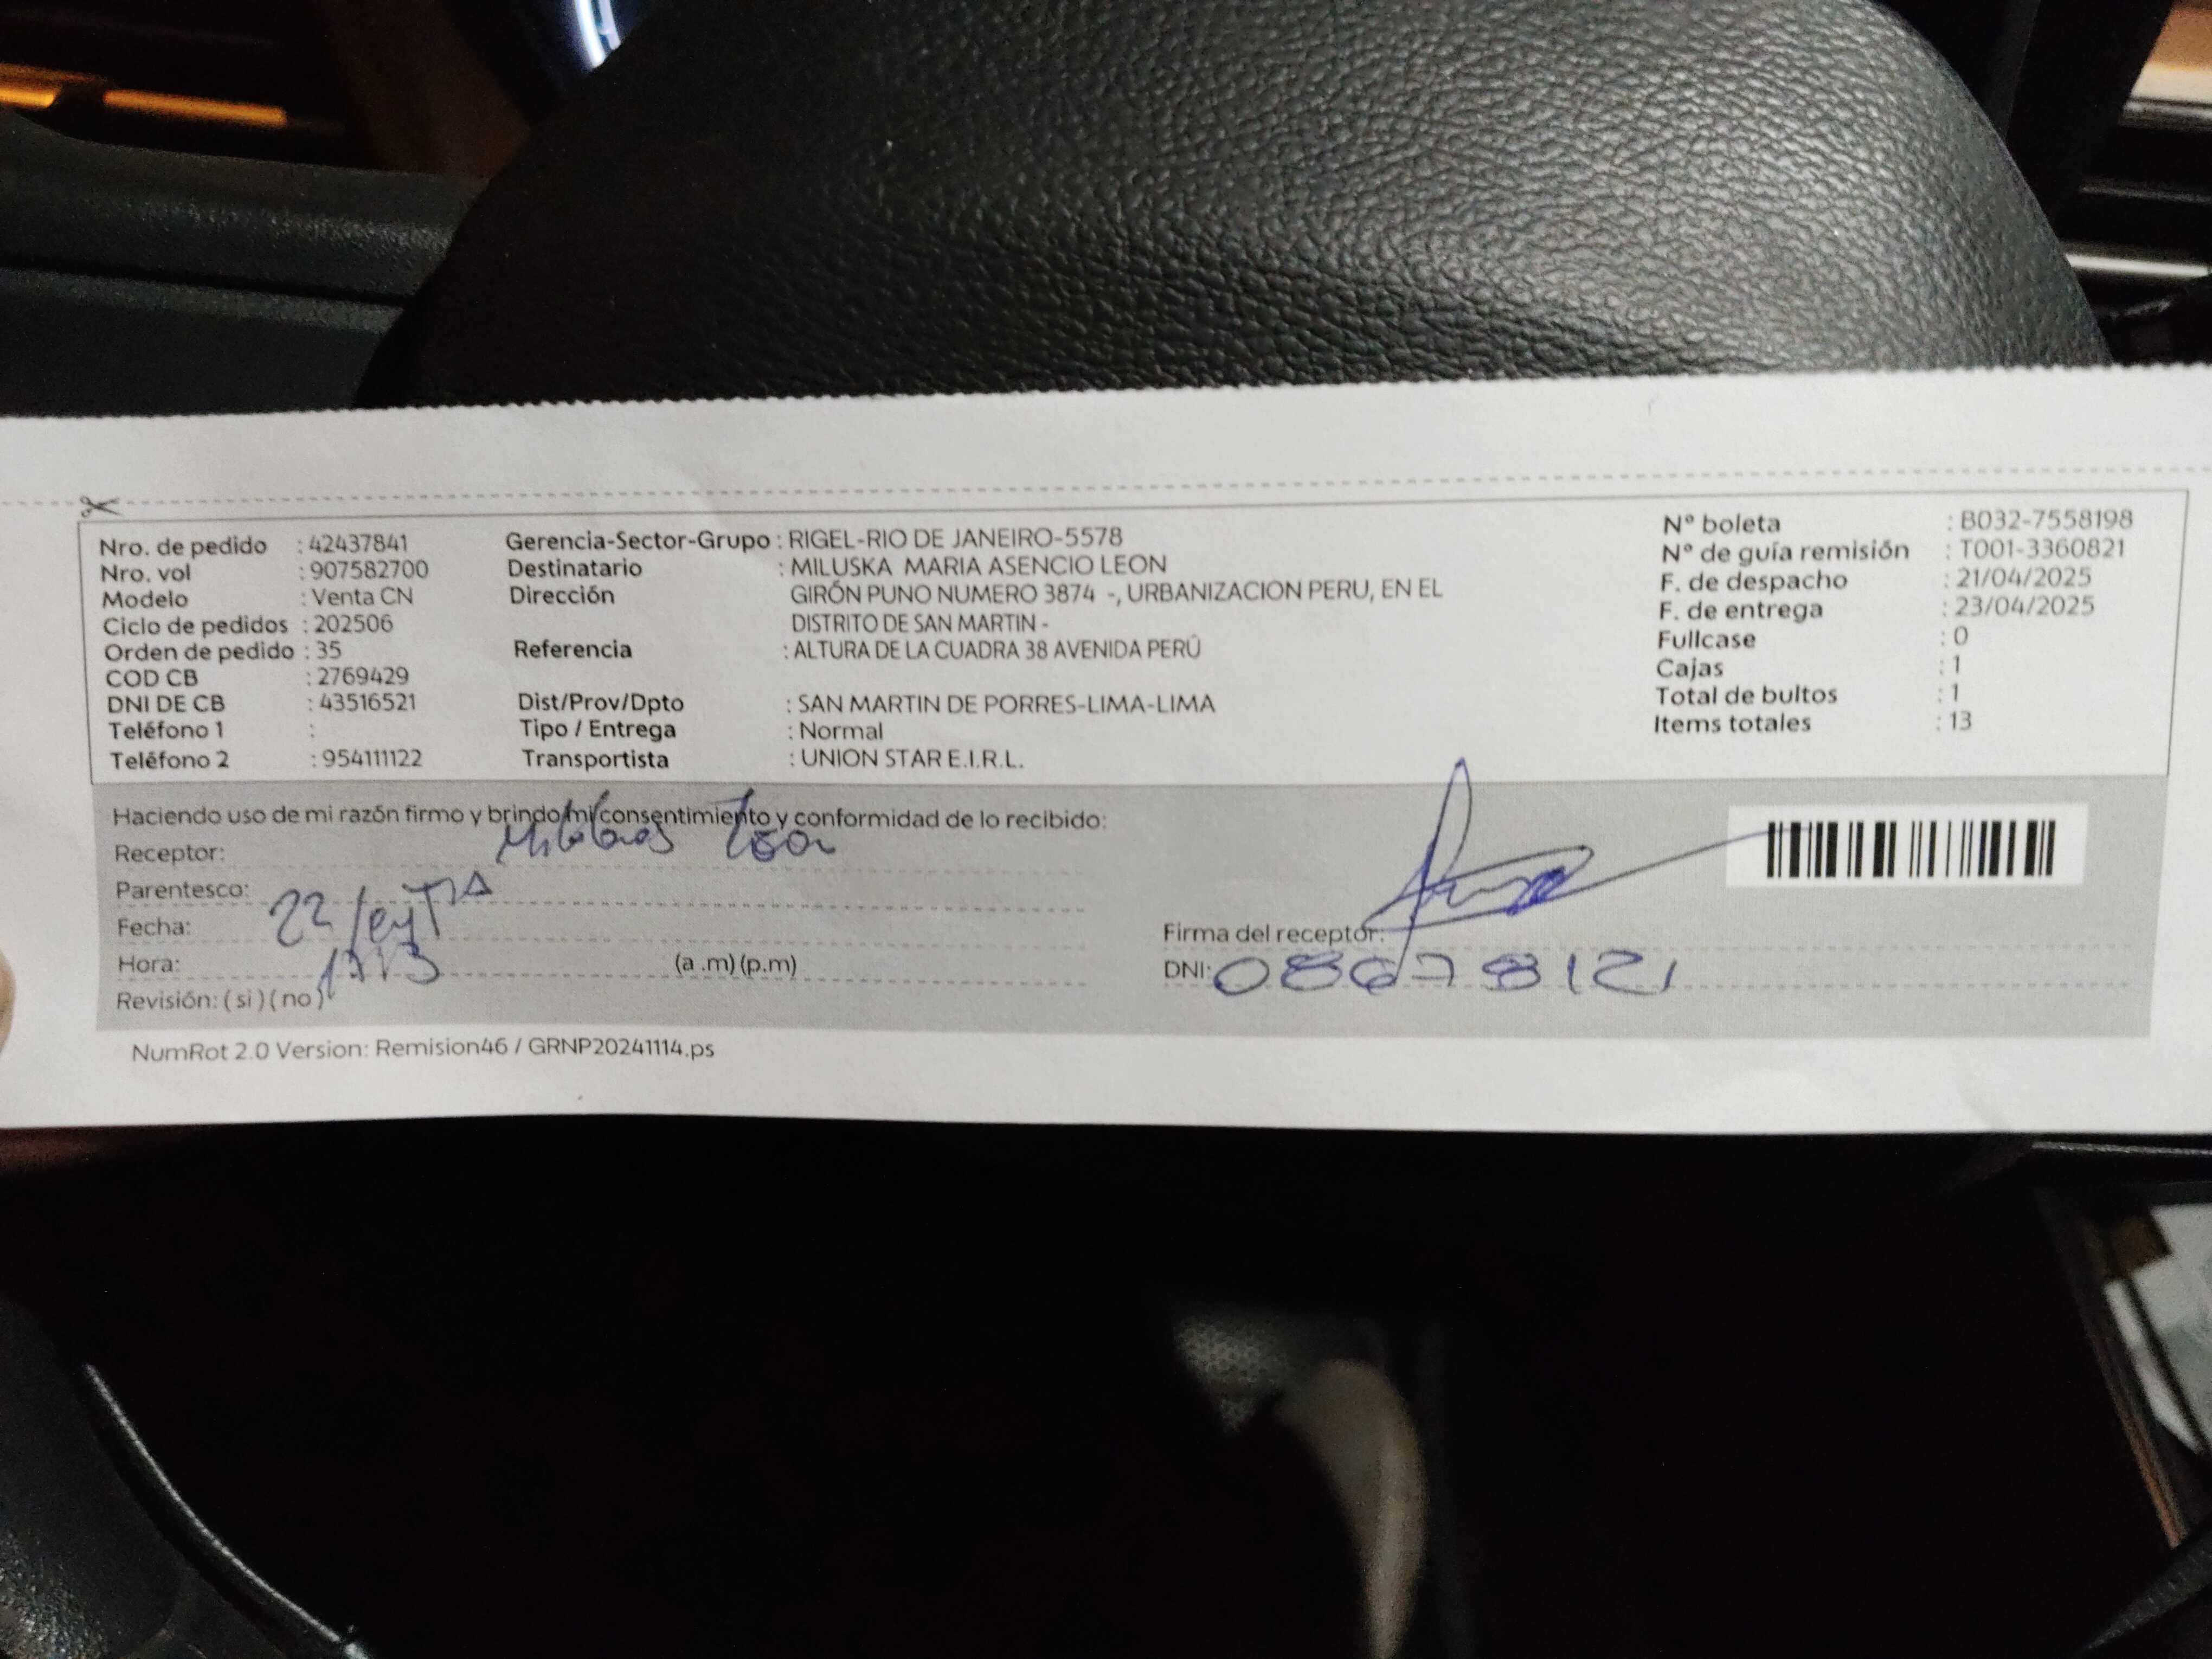 Nro. de pedido : 42437841
Nro. vol : 907582700
Modelo : Venta CN
Ciclo de pedidos : 202506
Orden de pedido : 35
COD CB : 2769429
DNI DE CB : 43516521
Teléfono 1 :
Teléfono 2 : 954111122
Gerencia-Sector-Grupo : RIGEL-RIO DE JANEIRO-5578
Destinatario : MILUSKA MARIA ASENCIO LEON
Dirección GIRÓN PUNO NUMERO 3874 -, URBANIZACION PERU, EN EL
DISTRITO DE SAN MARTIN -
Referencia : ALTURA DE LA CUADRA 38 AVENIDA PERÚ
Dist/Prov/Dpto : SAN MARTIN DE PORRES-LIMA-LIMA
Tipo / Entrega : Normal
Transportista : UNION STAR E.I.R.L.
N° boleta : B032-7558198
N° de guía remisión : T001-3360821
F. de despacho : 21/04/2025
F. de entrega : 23/04/2025
Fullcase : 0
Cajas : 1
Total de bultos : 1
Items totales : 13
Haciendo uso de mi razón firmo y brindo mi consentimiento y conformidad de lo recibido:
Receptor:
Parentesco:
Fecha: 22
Hora: (a .m) (p.m)
Revisión: ( si ) ( no )
Firma del receptor:
DNI: 08678121
NumRot 2.0 Version: Remision46 / GRNP20241114.ps